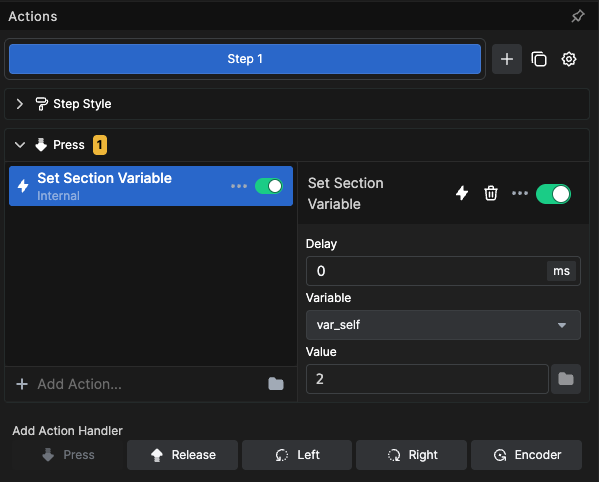 Actions
Step 1
Step Style
Press 1
Set Section Variable
Internal
Set Section
Variable
Delay
0 ms
Variable
var_self
Value
2
Add Action...
Add Action Handler
Press Release Left Right Encoder